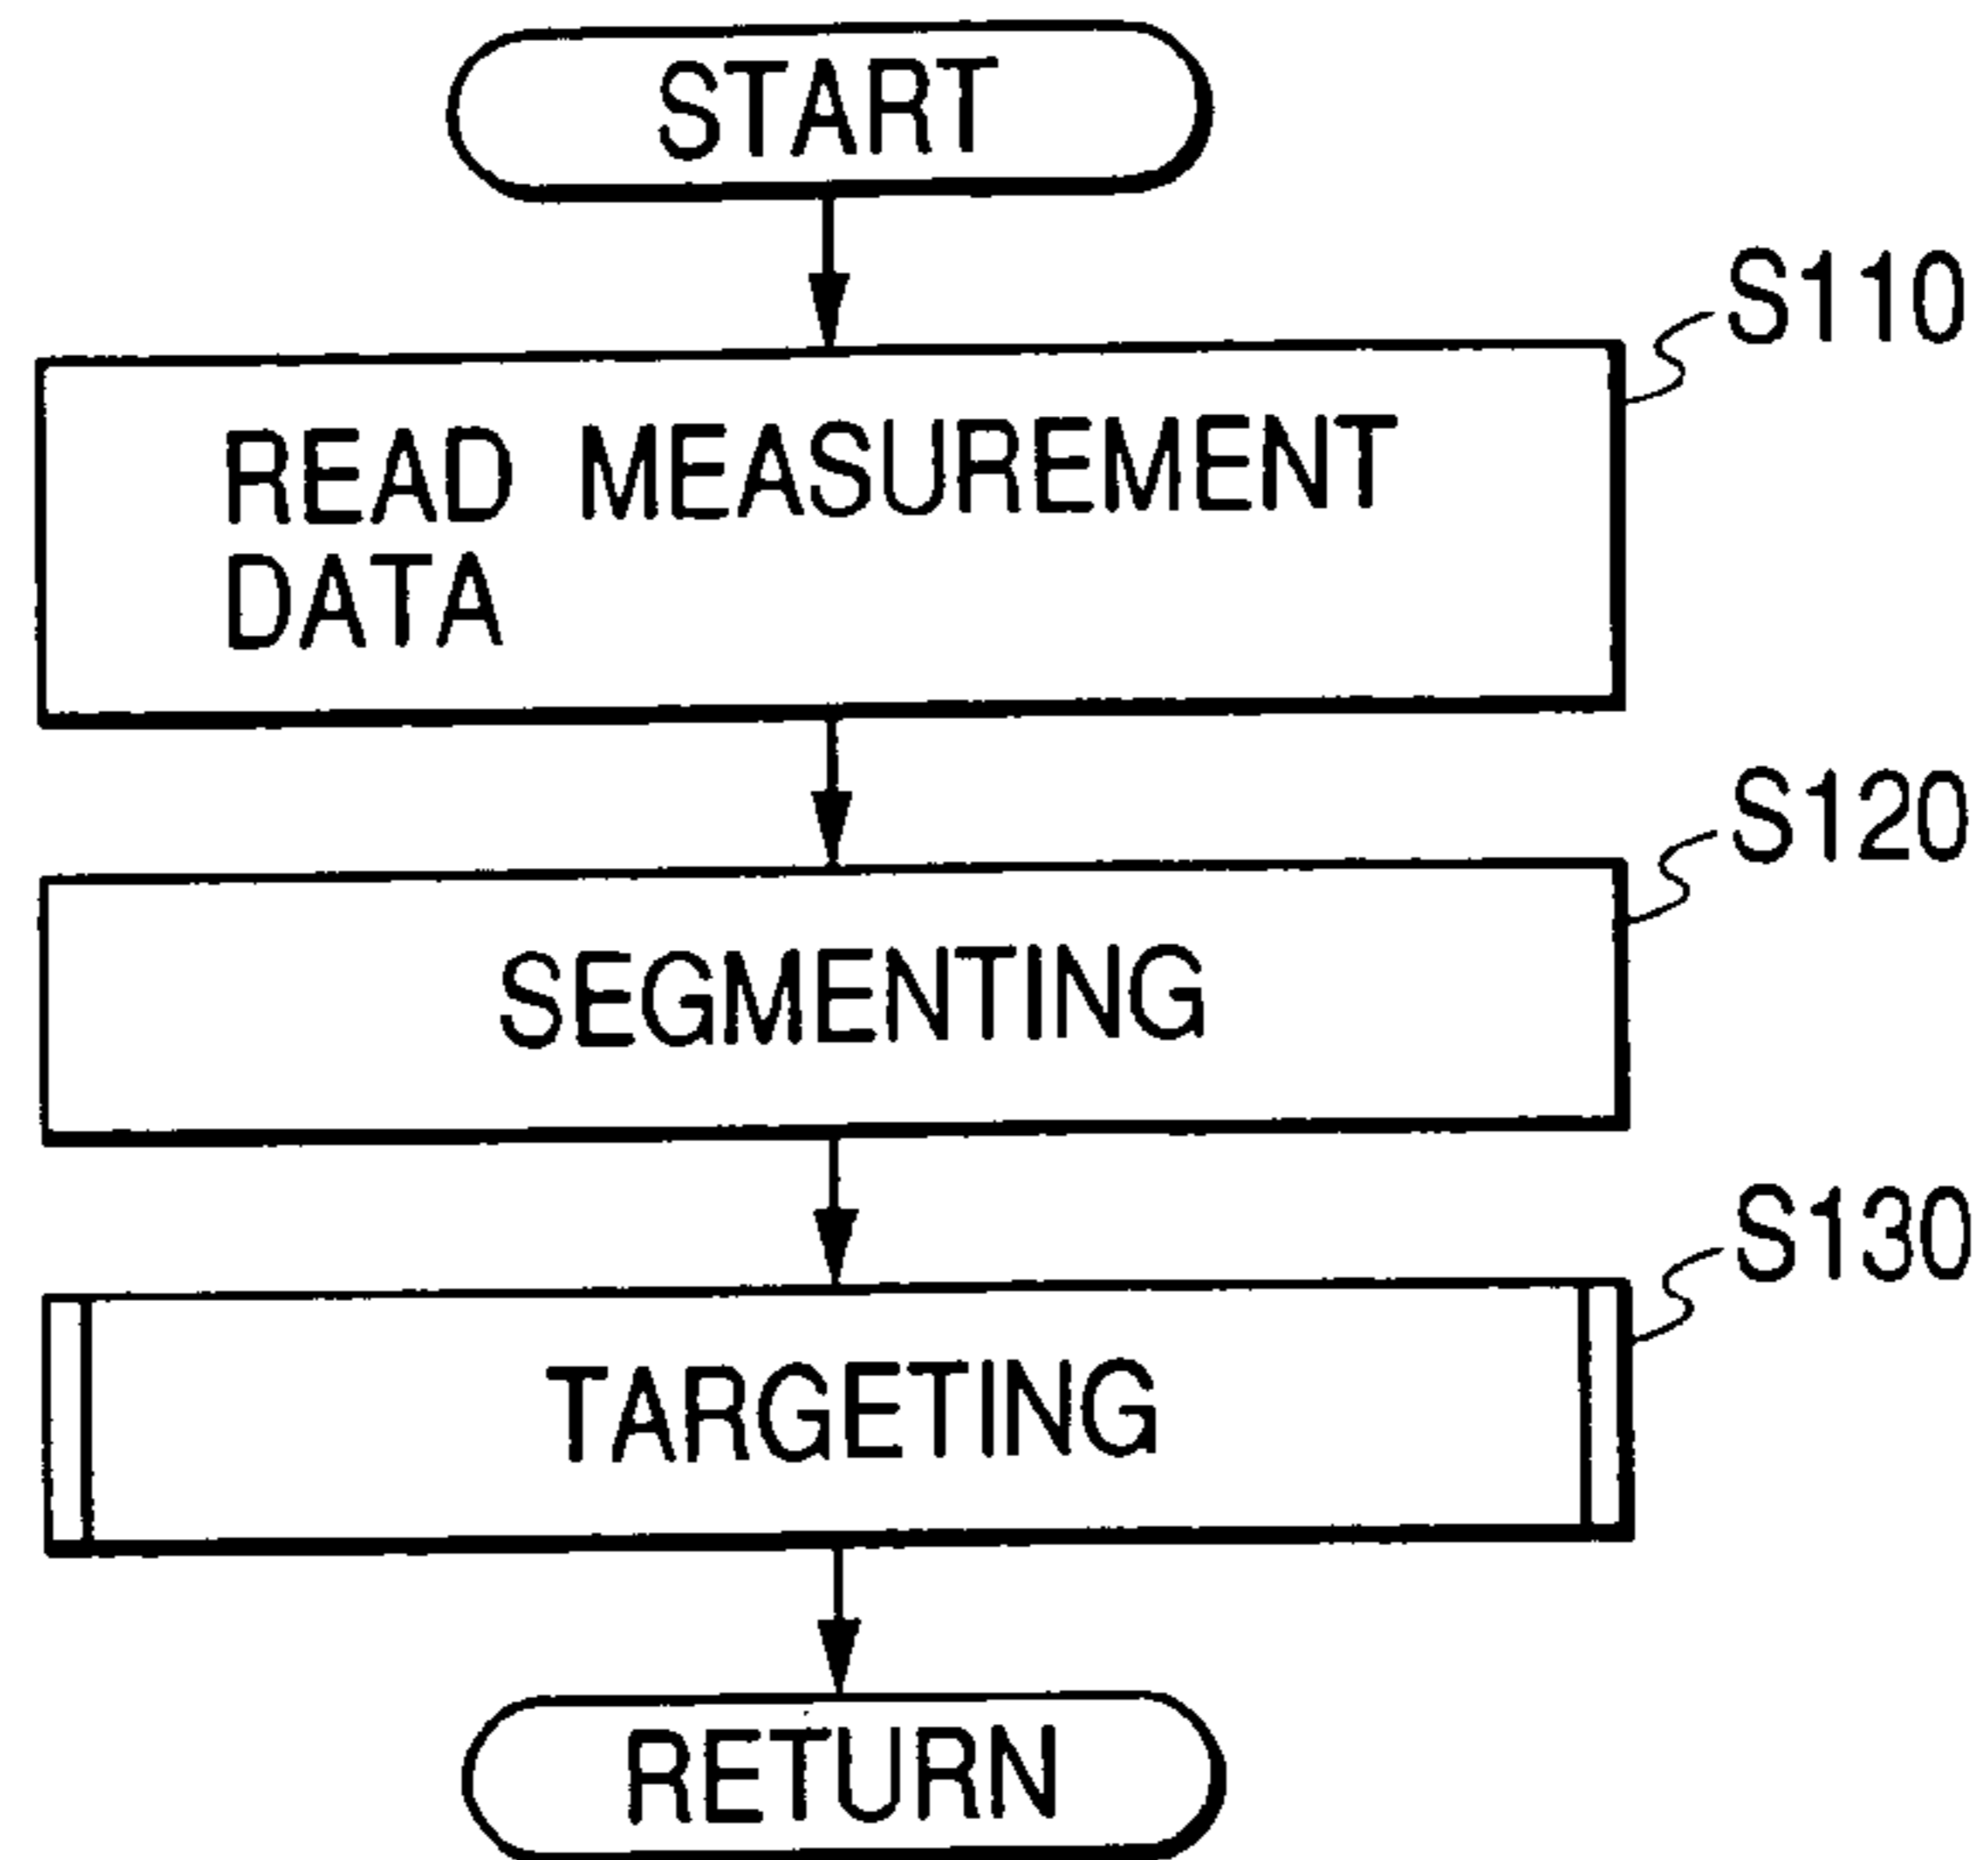 START
S110
READ MEASUREMENT
DATA
S120
SEGMENTING
S130
TARGETING
RETURN